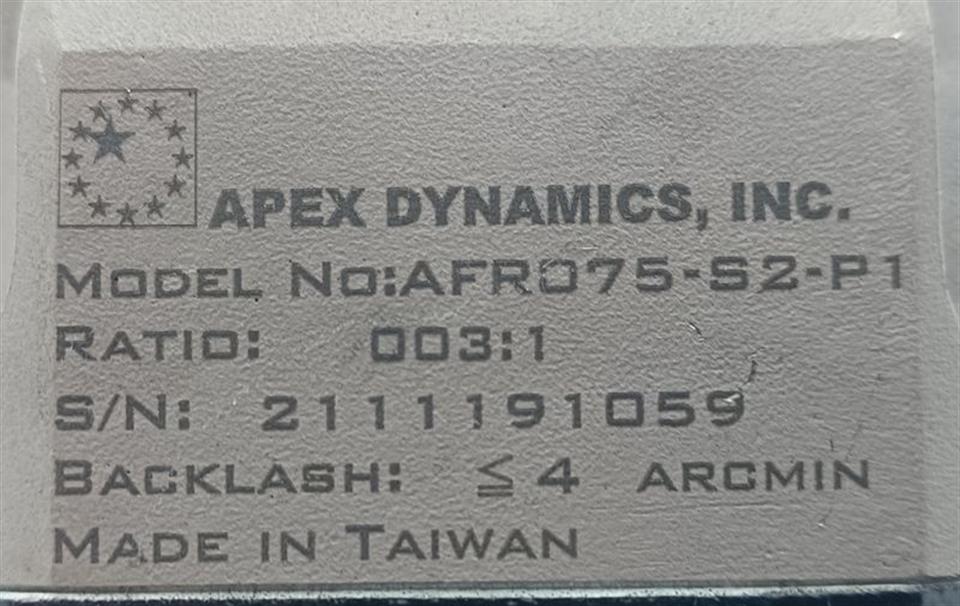 APEX DYNAMICS, INC.
MODEL NO:AFR075-S2-P1
RATIO: 003:1
S/N: 2111191059
BACKLASH: ≦4 ARCMIN
MADE IN TAIWAN